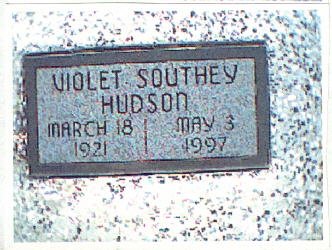 VIOLET SOUTHEY
HUDSON
MARCH 18 MAY 3
1921 1997